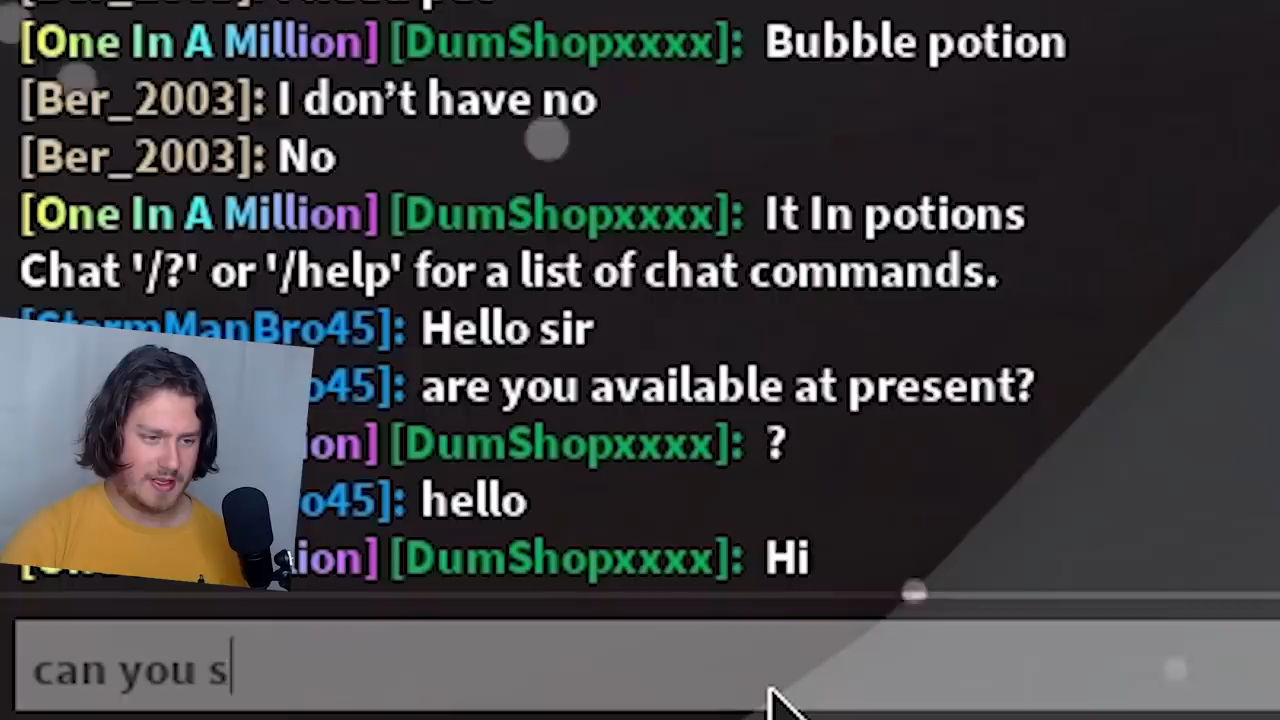 [One In A Million] [DumShopxxxx]: Bubble potion
[Ber_2003]: I don’t have no
[Ber_2003]: No
[One In A Million] [DumShopxxxx]: It In potions
Chat '/?' or '/help' for a list of chat commands.
[StormManBro45]: Hello sir
o45]: are you available at present?
ion] [DumShopxxxx]: ?
o45]: hello
lion] [DumShopxxxx]: Hi
can you s